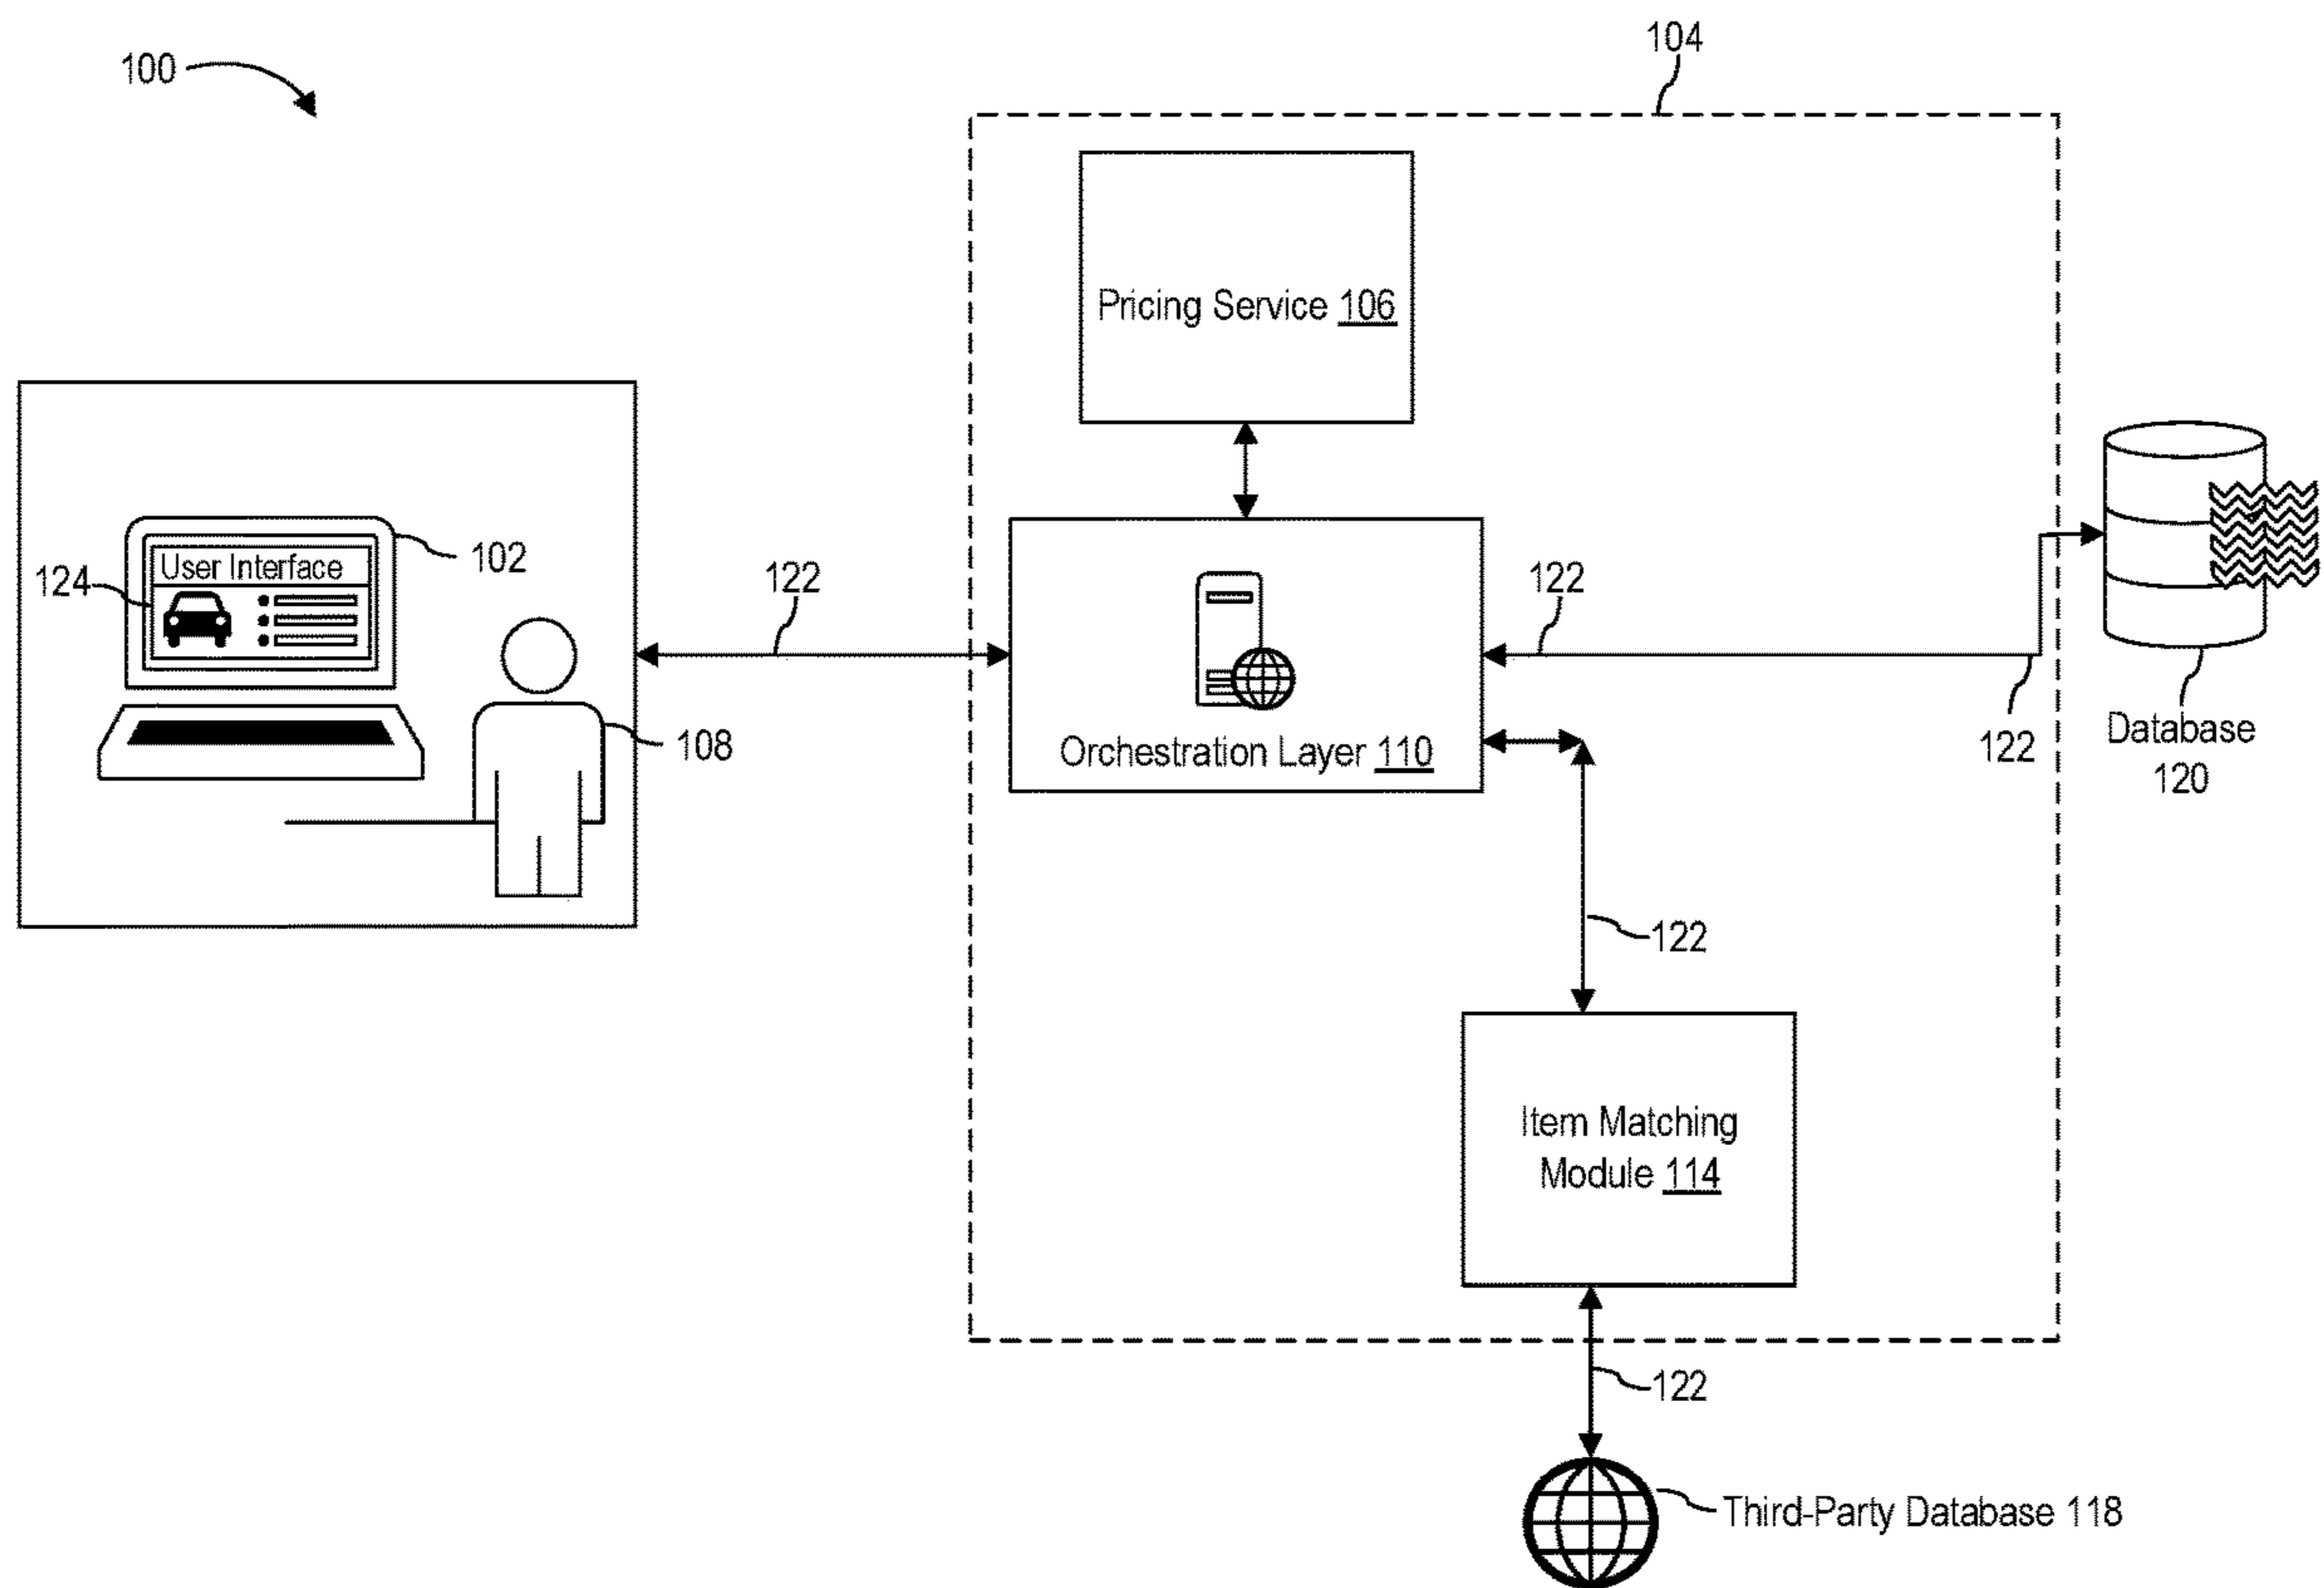 100
104
Pricing Service 106
User Interface
102
124
122
122
108
Orchestration Layer 110
122
Database
120
122
Item Matching
Module 114
122
Third-Party Database 118